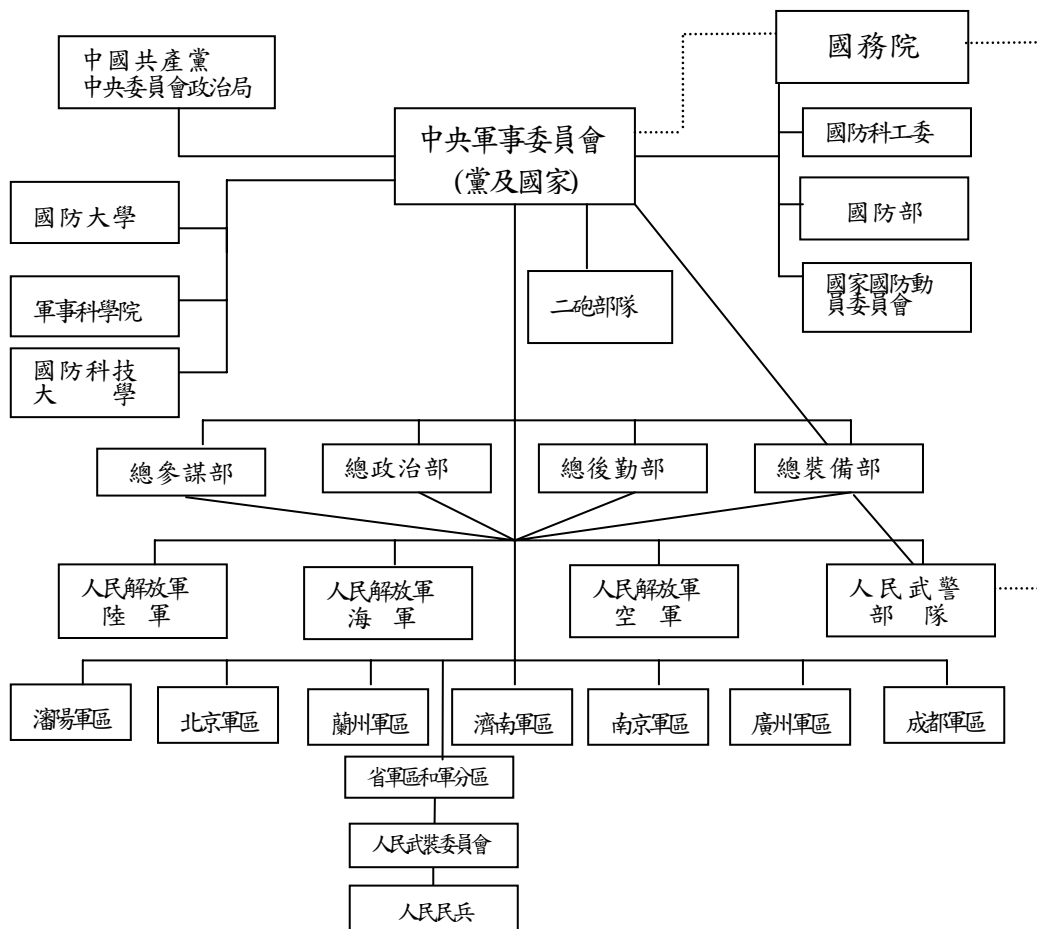 中國共產黨
中央委員會政治局
國務院
中央軍事委員會
(黨及國家)
國防科工委
國防大學
國防部
軍事科學院
二砲部隊
國家國防動
員委員會
國防科技
大 學
總參謀部
總政治部
總後勤部
總裝備部
人民解放軍
陸 軍
人民解放軍
海 軍
人民解放軍
空 軍
人民武警
部 隊
瀋陽軍區
北京軍區
蘭州軍區
濟南軍區
南京軍區
廣州軍區
成都軍區
省軍區和軍分區
人民武裝委員會
人民民兵